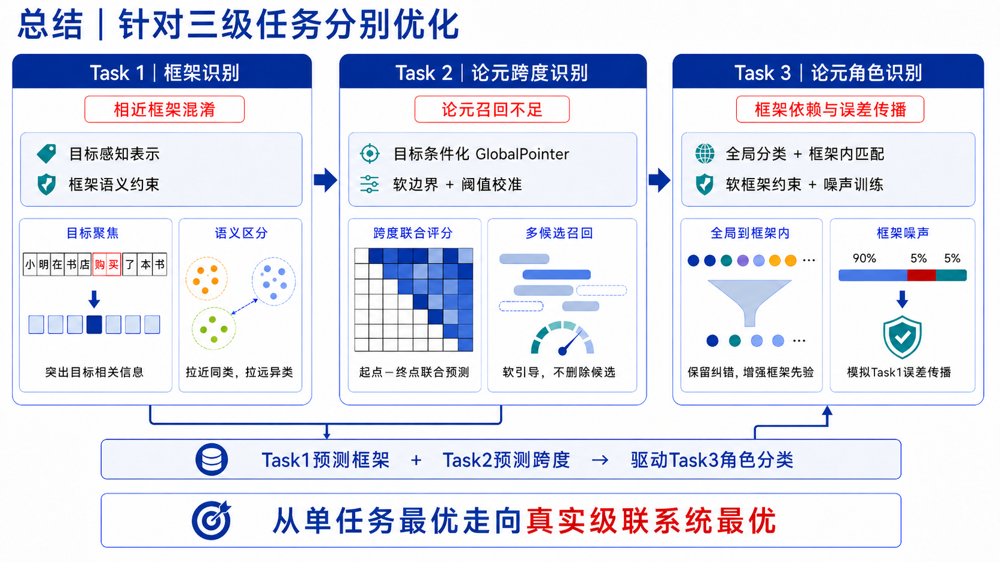 总结｜针对三级任务分别优化
Task 1｜框架识别
相近框架混淆
目标感知表示
框架语义约束
目标聚焦
小明在书店购买了本书
突出目标相关信息
语义区分
拉近同类，拉远异类
Task 2｜论元跨度识别
论元召回不足
目标条件化 GlobalPointer
软边界 + 阈值校准
跨度联合评分
起点－终点联合预测
多候选召回
软引导，不删除候选
Task 3｜论元角色识别
框架依赖与误差传播
全局分类 + 框架内匹配
软框架约束 + 噪声训练
全局到框架内
...
...
保留纠错, 增强框架先验
框架噪声
90% 5% 5%
模拟Task1误差传播
Task1预测框架 + Task2预测跨度 → 驱动Task3角色分类
从单任务最优走向真实级联系统最优